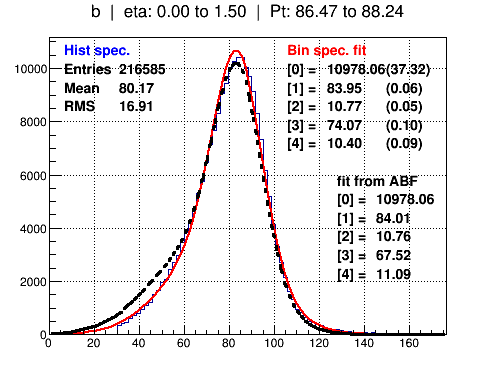 b | eta: 0.00 to 1.50 | Pt: 86.47 to 88.24
Hist spec.
Entries 216585
Mean 80.17
RMS 16.91
Bin spec. fit
[0] = 10978.06(37.32)
[1] = 83.95 (0.06)
[2] = 10.77 (0.05)
[3] = 74.07 (0.10)
[4] = 10.40 (0.09)
fit from ABF
[0] = 10978.06
[1] = 84.01
[2] = 10.76
[3] = 67.52
[4] = 11.09
10000
8000
6000
4000
2000
0
0 20 40 60 80 100 120 140 160